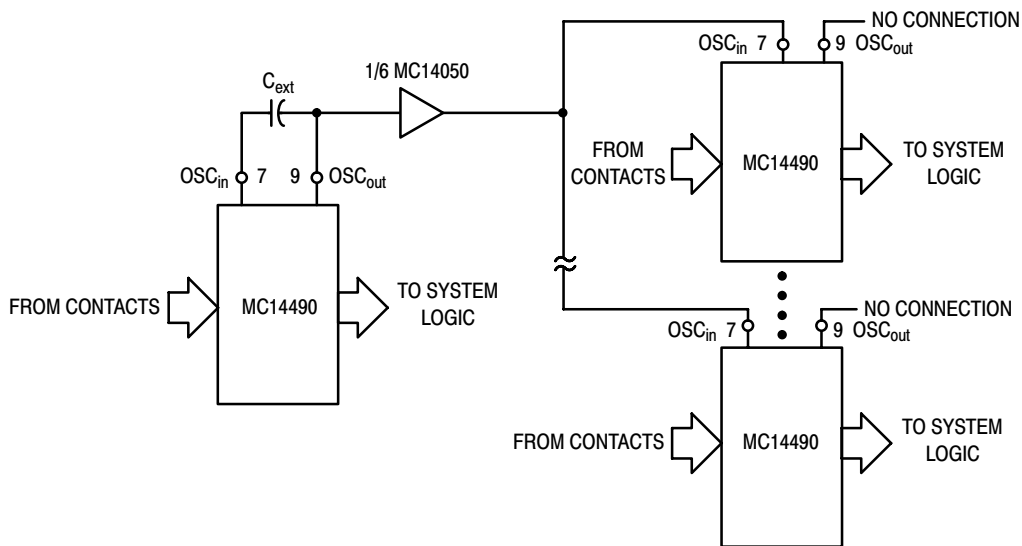 NO CONNECTION
OSCin 7
9 OSCout
1/6 MC14050
Cext
FROM
CONTACTS
MC14490
TO SYSTEM
LOGIC
OSCin 7
9 OSCout
FROM CONTACTS
MC14490
TO SYSTEM
LOGIC
NO CONNECTION
OSCin 7
9 OSCout
FROM CONTACTS
MC14490
TO SYSTEM
LOGIC